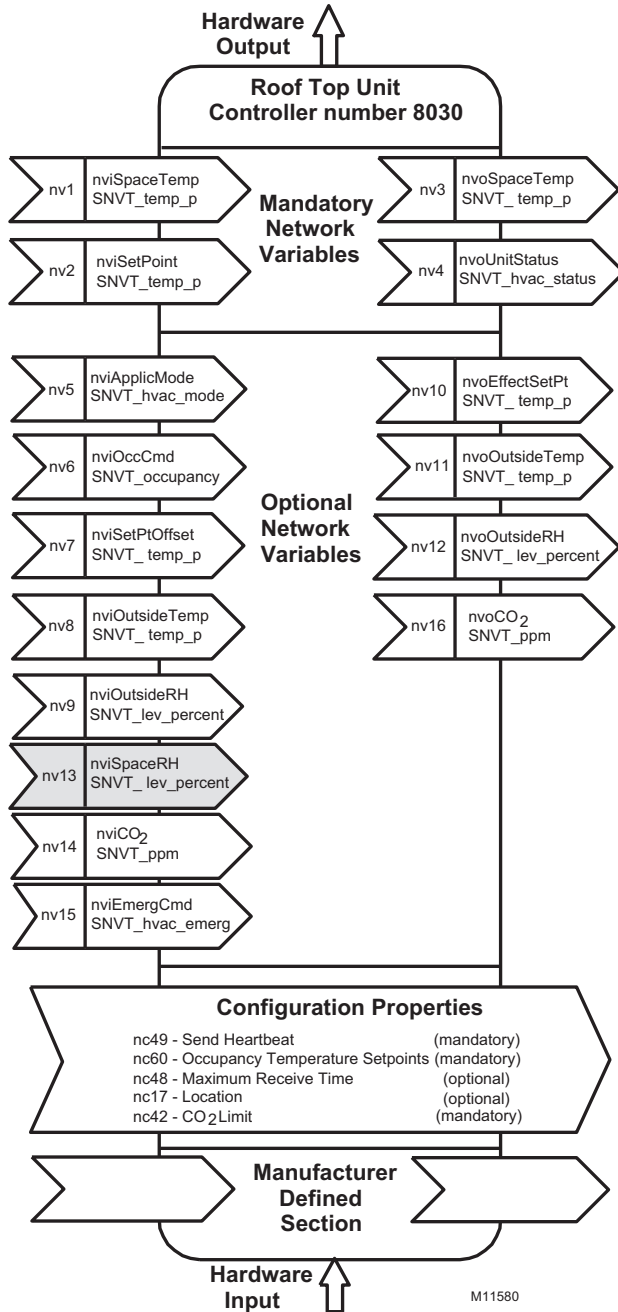 Hardware
Output
Roof Top Unit
Controller number 8030
nv1
nviSpaceTemp
SNVT_temp_p
nv2
nviSetPoint
SNVT_temp_p
Mandatory
Network
Variables
nv3
nvoSpaceTemp
SNVT_ temp_p
nv4
nvoUnitStatus
SNVT_hvac_status
nv5
nviApplicMode
SNVT_hvac_mode
nv6
nviOccCmd
SNVT_occupancy
nv7
nviSetPtOffset
SNVT_ temp_p
nv8
nviOutsideTemp
SNVT_ temp_p
nv9
nviOutsideRH
SNVT_lev_percent
nv13
nviSpaceRH
SNVT_ lev_percent
nv14
nviCO2
SNVT_ppm
nv15
nviEmergCmd
SNVT_hvac_emerg
Optional
Network
Variables
nv10
nvoEffectSetPt
SNVT_ temp_p
nv11
nvoOutsideTemp
SNVT_ temp_p
nv12
nvoOutsideRH
SNVT_ lev_percent
nv16
nvoCO2
SNVT_ppm
Configuration Properties
nc49 - Send Heartbeat (mandatory)
nc60 - Occupancy Temperature Setpoints (mandatory)
nc48 - Maximum Receive Time (optional)
nc17 - Location (optional)
nc42 - CO2Limit (mandatory)
Manufacturer
Defined
Section
Hardware
Input
M11580